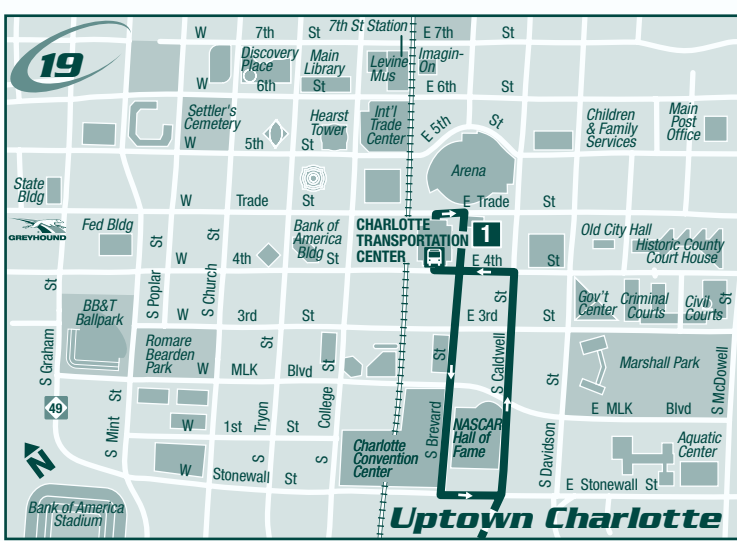 19
W 7th St
7th St Station
E 7th St
Discovery
Place
Main
Library
Levine
Mus
Imagin-
On
W 6th St
E 6th St
Settler's
Cemetery
Hearst
Tower
Int'l
Trade
Center
E 5th St
Children
& Family
Services
Main
Post
Office
W 5th St
Arena
State
Bldg
W Trade St
E Trade St
GREYHOUND
Fed Bldg
Bank of
America
Bldg
CHARLOTTE
TRANSPORTATION
CENTER
1
Old City Hall
Historic County
Court House
W 4th St
E 4th St
S Poplar St
S Church St
BB&T
Ballpark
Gov't
Center
Criminal
Courts
Civil
Courts
W 3rd St
E 3rd St
S Graham St
Romare
Bearden
Park
W MLK Blvd
S Caldwell St
Marshall Park
S McDowell St
49
S Mint St
S Tryon St
S College St
S Brevard St
E MLK Blvd
W 1st St
NASCAR
Hall of
Fame
Charlotte
Convention
Center
S Davidson St
Aquatic
Center
N
W Stonewall St
E Stonewall St
Bank of America
Stadium
Uptown Charlotte